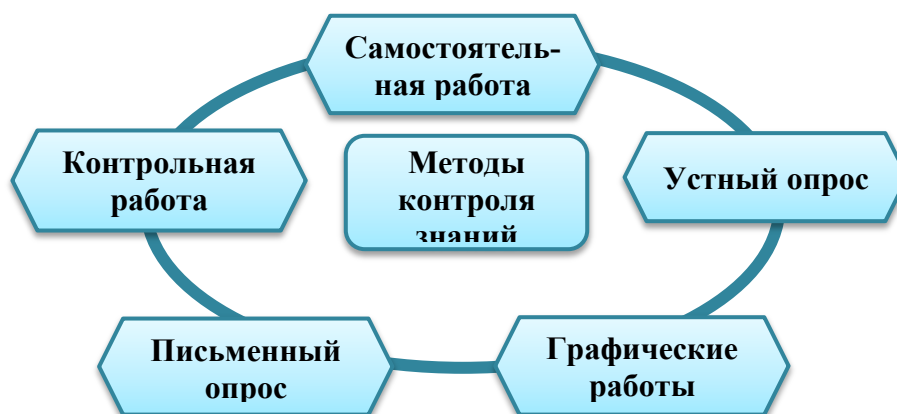 Самостоятель-
ная работа
Контрольная
работа
Методы
контроля
знаний
Устный опрос
Письменный
опрос
Графические
работы